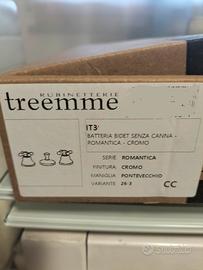 RUBINETTERIE
treemme
IT3
BATTERIA BIDET SENZA CANNA -
ROMANTICA - CROMO
SERIE ROMANTICA
FINITURA CROMO
MANIGLIA PONTEVECCHIO
VARIANTE 26-3
CC
subito